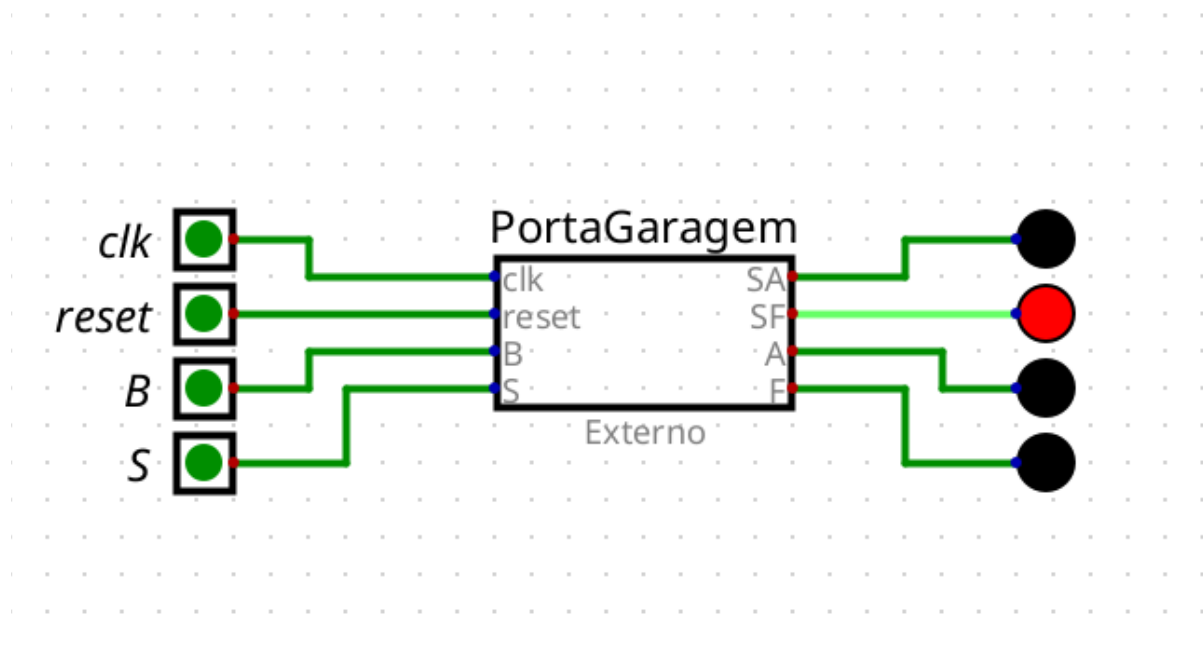 PortaGaragem
clk
clk
SA
reset
reset
SF
B
B
A
S
S
F
Externo